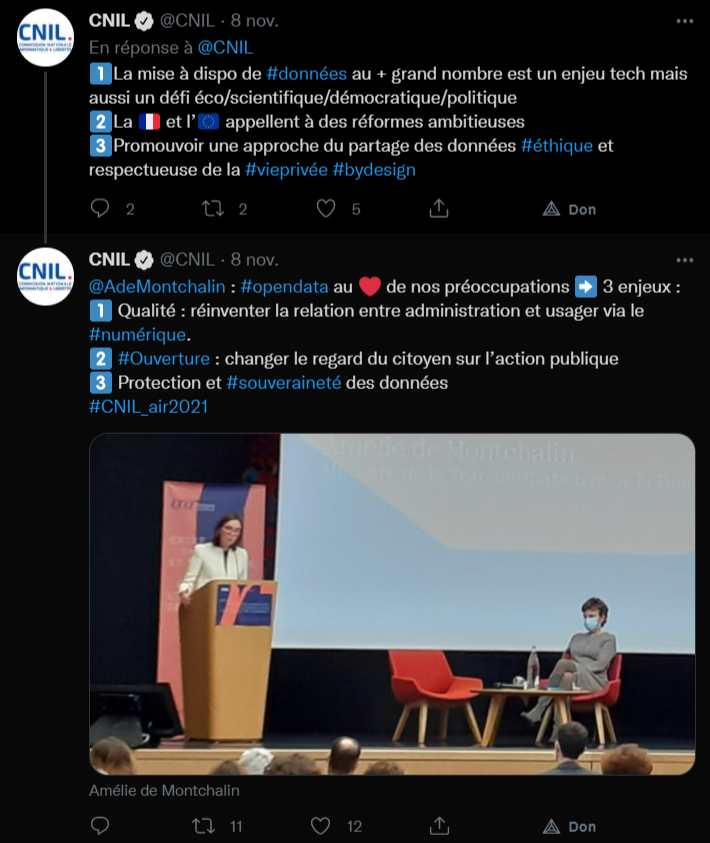 CNIL @CNIL · 8 nov.
En réponse à @CNIL
1 La mise à dispo de #données au + grand nombre est un enjeu tech mais
aussi un défi éco/scientifique/démocratique/politique
2 La 🇫🇷 et l'🇪🇺 appellent à des réformes ambitieuses
3 Promouvoir une approche du partage des données #éthique et
respectueuse de la #vieprivée #bydesign
2 2 5 Don
CNIL.
COMMISSION NATIONALE
INFORMATIQUE & LIBERTÉS
CNIL @CNIL · 8 nov.
CNIL.
COMMISSION NATIONALE
INFORMATIQUE & LIBERTÉS
@AdeMontchalin : #opendata au ❤️ de nos préoccupations ➡️ 3 enjeux :
1 Qualité : réinventer la relation entre administration et usager via le
#numérique.
2 #Ouverture : changer le regard du citoyen sur l'action publique
3 Protection et #souveraineté des données
#CNIL_air2021
Amélie de Montchalin
Amélie de Montchalin
11 12 Don